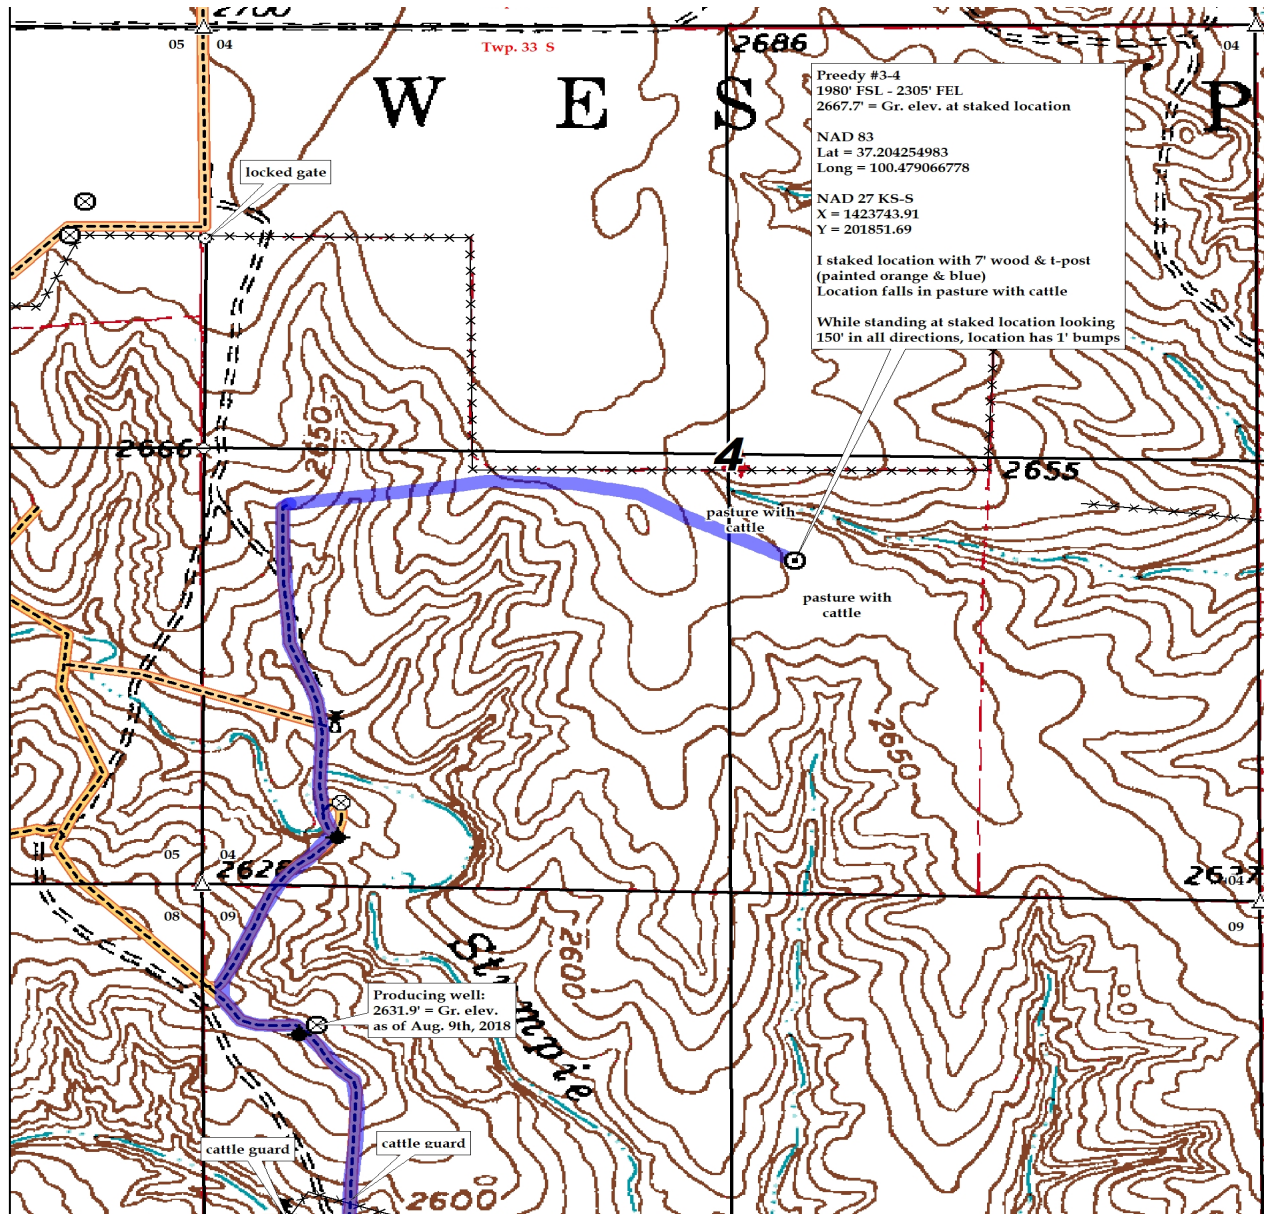 2700
05 04
Twp. 33 S
2686
04
W E S P
Preedy #3-4
1980' FSL - 2305' FEL
2667.7' = Gr. elev. at staked location
NAD 83
Lat = 37.204254983
Long = 100.479066778
NAD 27 KS-S
X = 1423743.91
Y = 201851.69
I staked location with 7' wood & t-post
(painted orange & blue)
Location falls in pasture with cattle
While standing at staked location looking
150' in all directions, location has 1' bumps
locked gate
2650
2666
4
2655
pasture with
cattle
pasture with
cattle
2650
05 04
2628
2637
04
08 09
09
Stumpie
2600
Producing well:
2631.9' = Gr. elev.
as of Aug. 9th, 2018
cattle guard
cattle guard
2600